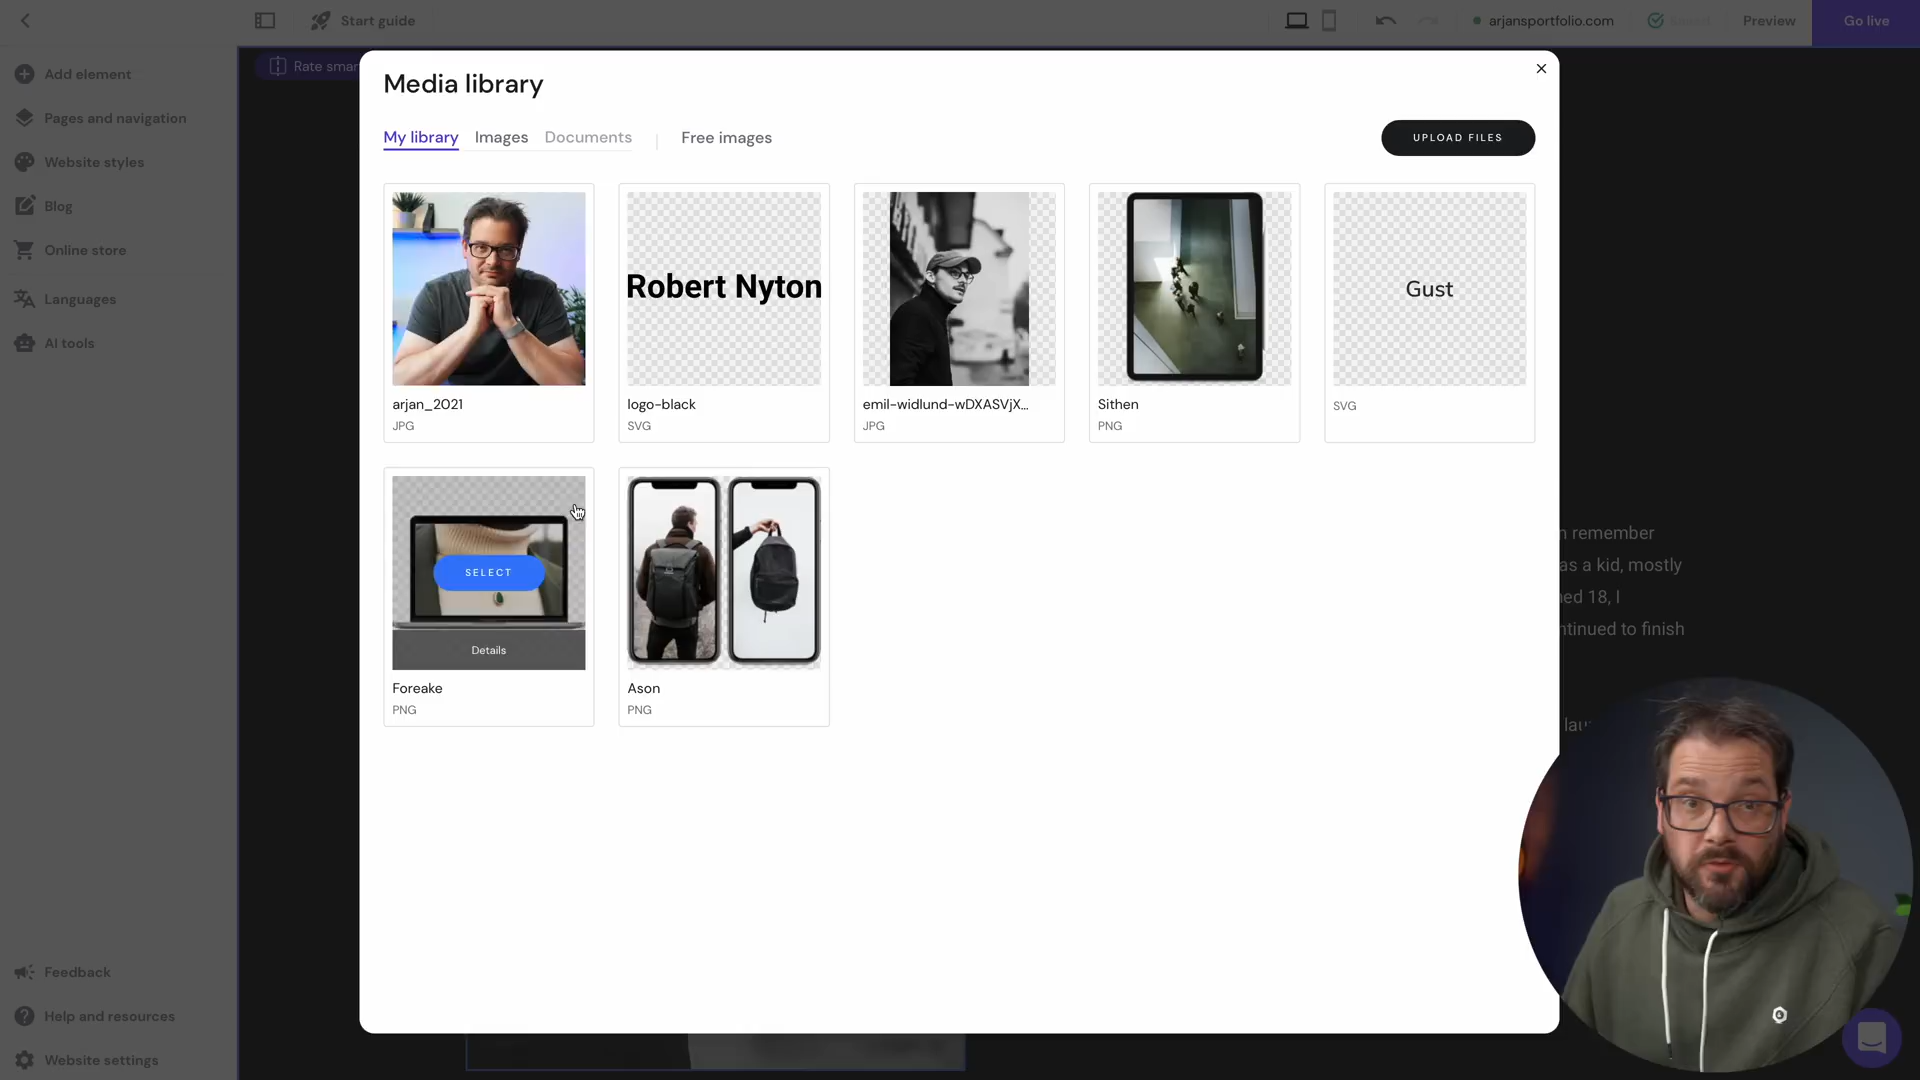 Start guide
arjansportfolio.com
Saved
Preview
Go live
Add element
Pages and navigation
Website styles
Blog
Online store
Languages
AI tools
Feedback
Help and resources
Website settings
Rate smar
Media library
My library
Images
Documents
Free images
UPLOAD FILES
arjan_2021
JPG
Robert Nyton
logo-black
SVG
emil-widlund-wDXASVjX...
JPG
Sithen
PNG
Gust
SVG
SELECT
Details
Foreake
PNG
Ason
PNG
remember
as a kid, mostly
ed 18, I
ntinued to finish
lau